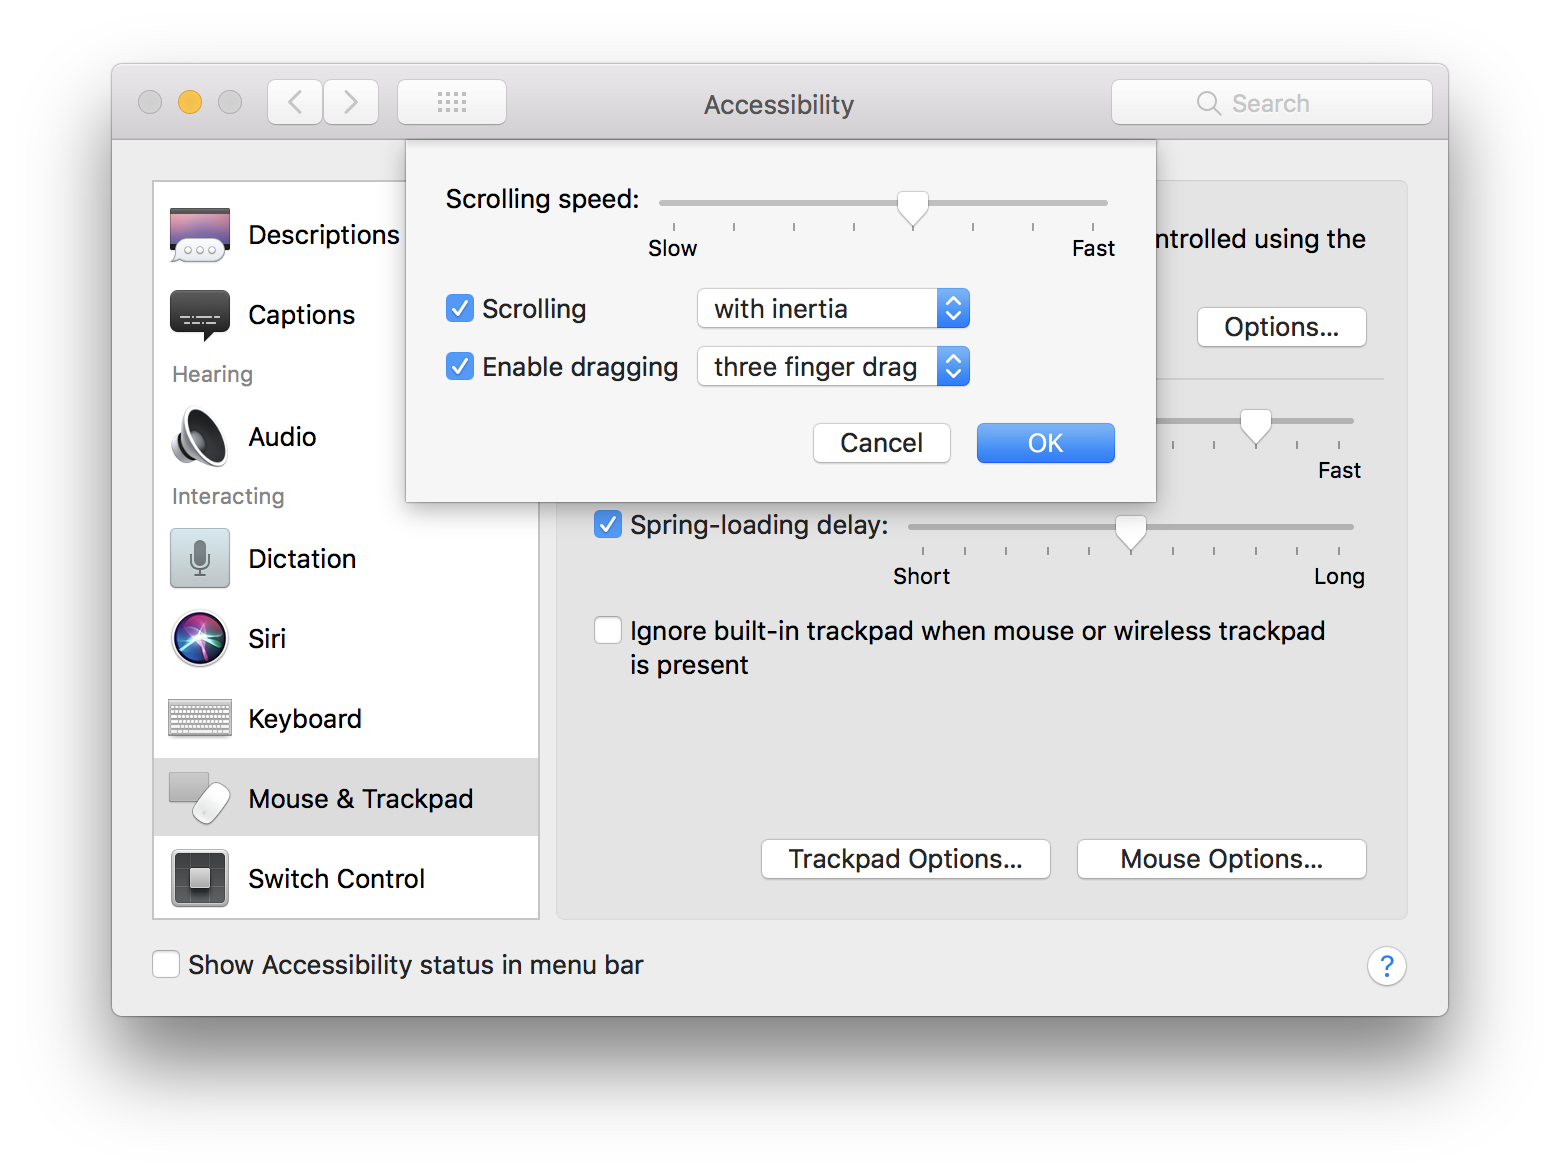 Accessibility
Search
Scrolling speed:
Slow
Fast
Scrolling
with inertia
Enable dragging
three finger drag
Cancel
OK
Descriptions
Captions
Hearing
Audio
Interacting
Dictation
Siri
Keyboard
Mouse & Trackpad
Switch Control
ntrolled using the
Options...
Fast
Spring-loading delay:
Short
Long
Ignore built-in trackpad when mouse or wireless trackpad
is present
Trackpad Options...
Mouse Options...
Show Accessibility status in menu bar
?